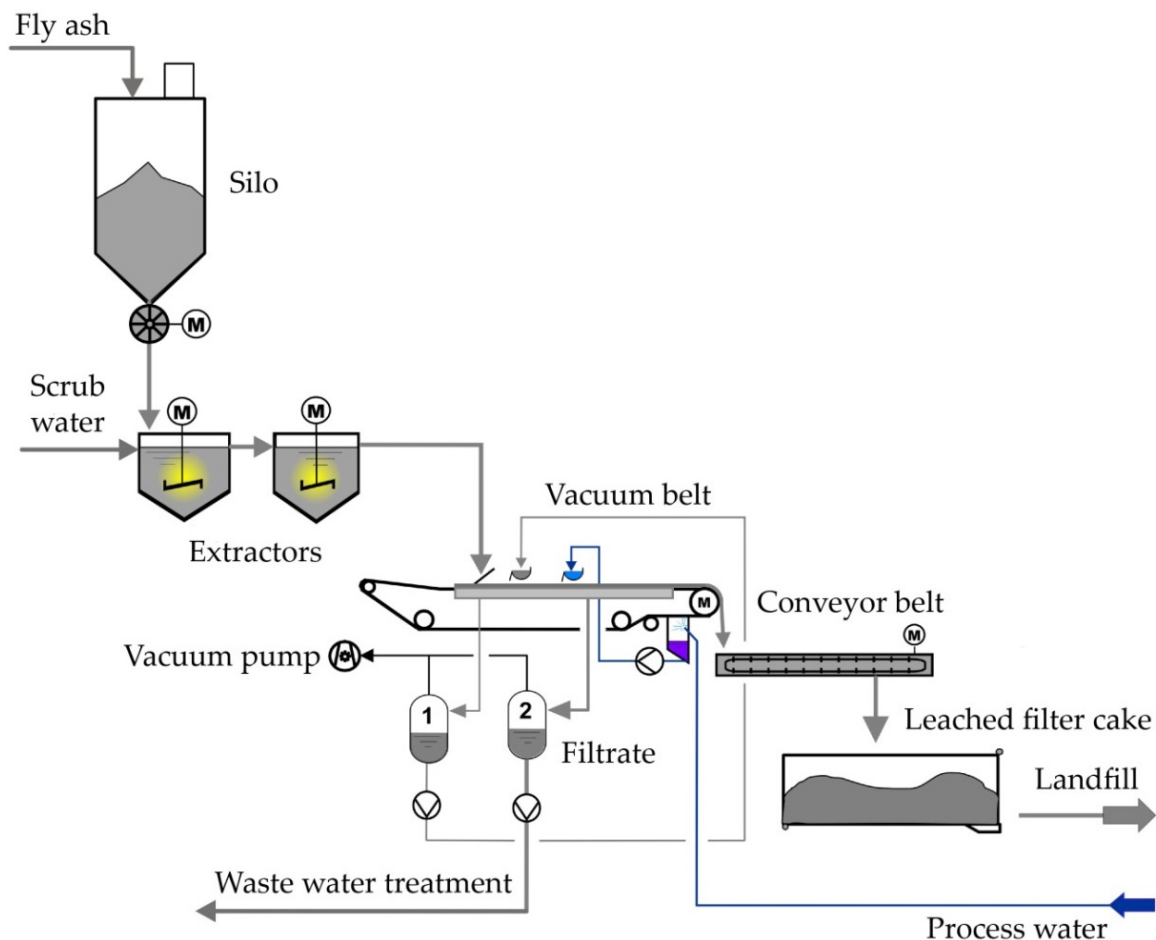 Fly ash
Silo
M
Scrub
water
M
M
Extractors
Vacuum belt
M
Conveyor belt
M
Vacuum pump
1
2
Filtrate
Leached filter cake
Landfill
Waste water treatment
Process water